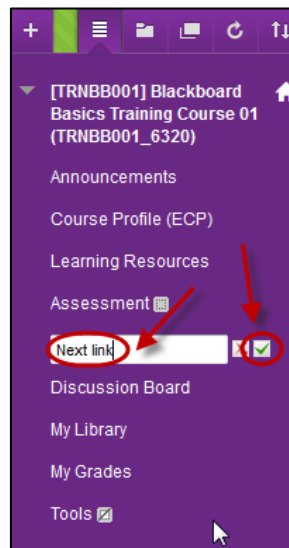 [TRNBB001] Blackboard
Basics Training Course 01
(TRNBB001_6320)
Announcements
Course Profile (ECP)
Learning Resources
Assessment
Next link
Discussion Board
My Library
My Grades
Tools